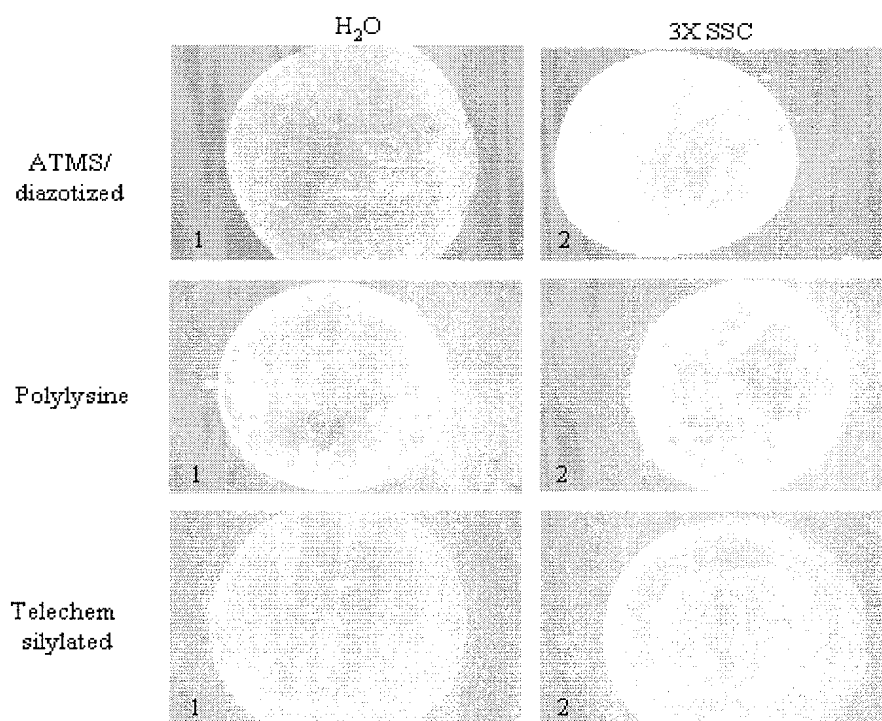 H₂O
3X SSC
ATMS/
diazotized
1
2
Polylysine
1
2
Telechem
silylated
1
2